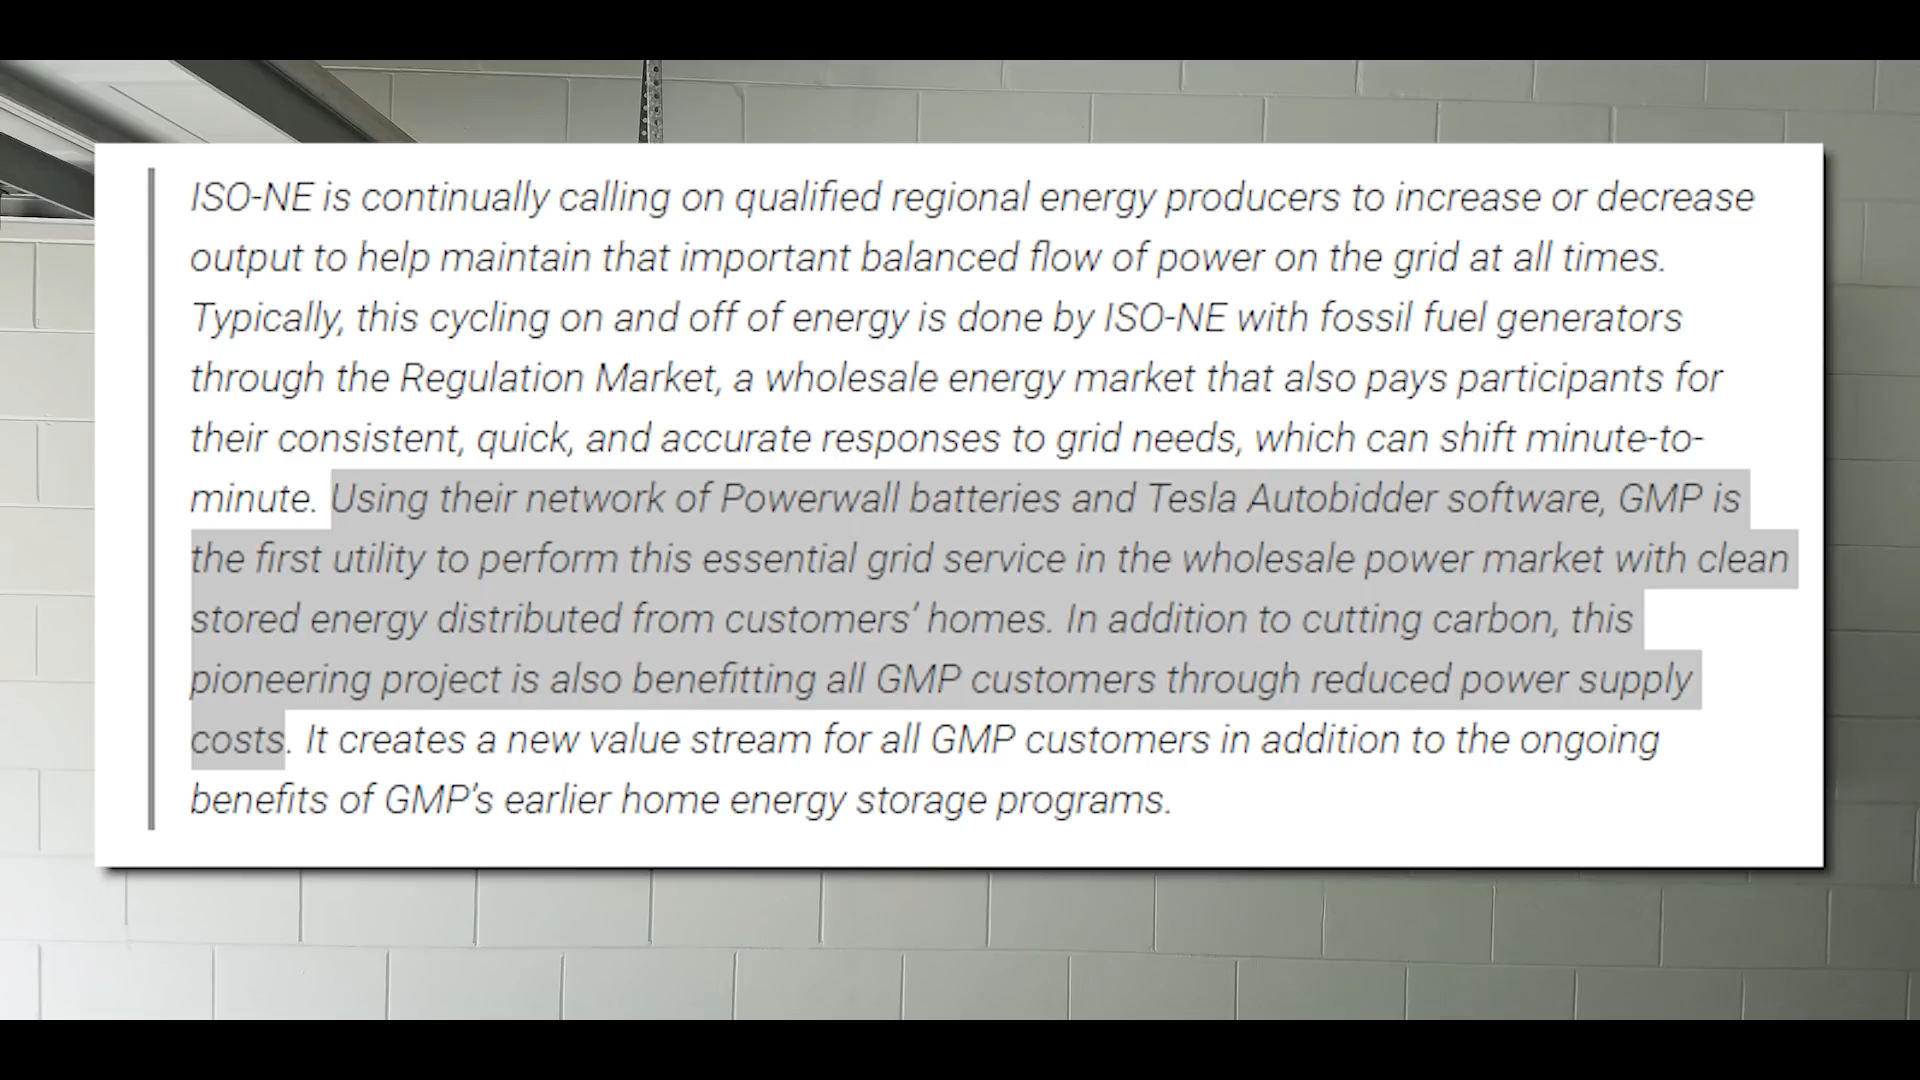 ISO-NE is continually calling on qualified regional energy producers to increase or decrease
output to help maintain that important balanced flow of power on the grid at all times.
Typically, this cycling on and off of energy is done by ISO-NE with fossil fuel generators
through the Regulation Market, a wholesale energy market that also pays participants for
their consistent, quick, and accurate responses to grid needs, which can shift minute-to-
minute. Using their network of Powerwall batteries and Tesla Autobidder software, GMP is
the first utility to perform this essential grid service in the wholesale power market with clean
stored energy distributed from customers’ homes. In addition to cutting carbon, this
pioneering project is also benefitting all GMP customers through reduced power supply
costs. It creates a new value stream for all GMP customers in addition to the ongoing
benefits of GMP’s earlier home energy storage programs.